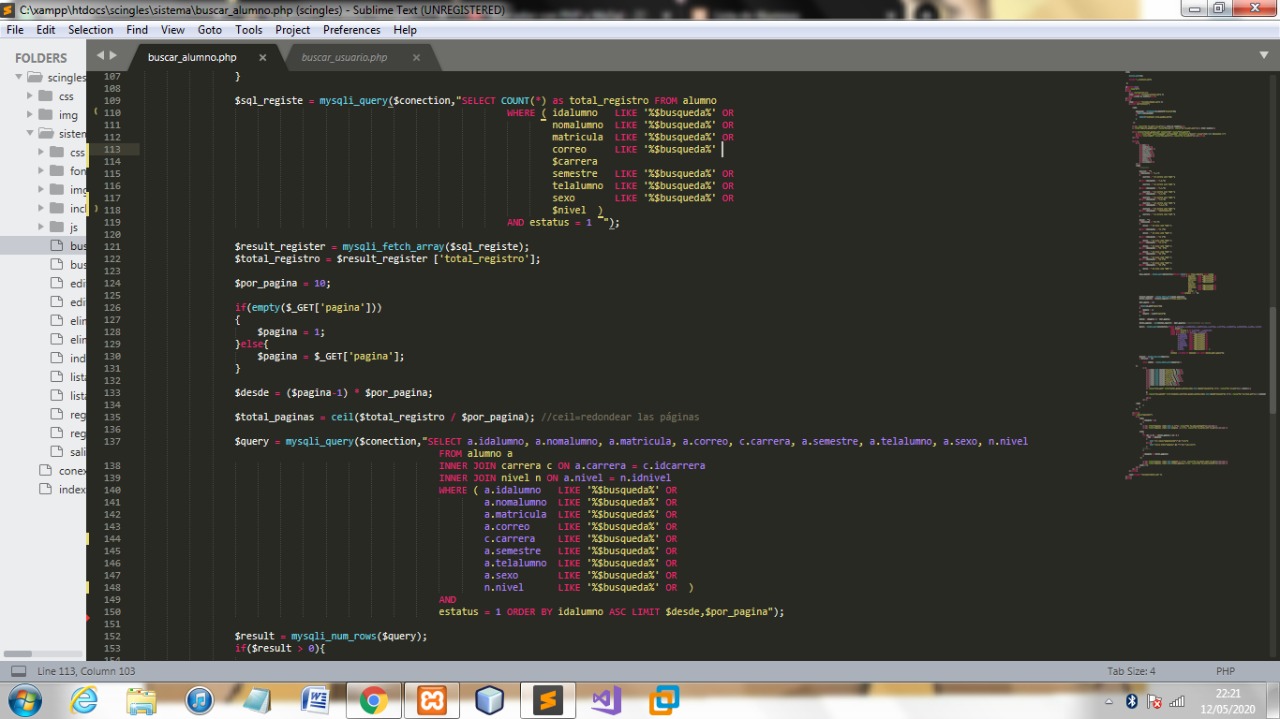 C:\xampp\htdocs\scingles\sistema\buscar_alumno.php (scingles) - Sublime Text (UNREGISTERED)
File Edit Selection Find View Goto Tools Project Preferences Help
FOLDERS
scingles
css
img
sistem
css
fon
img
incl
js
bus
bus
edi
edi
elin
elin
ind
lista
lista
reg
reg
sali
conex
index
buscar_alumno.php
buscar_usuario.php
107 }
108
109 $sql_registe = mysqli_query($conection,"SELECT COUNT(*) as total_registro FROM alumno
110 WHERE ( idalumno LIKE '%$busqueda%' OR
111 nomalumno LIKE '%$busqueda%' OR
112 matricula LIKE '%$busqueda%' OR
113 correo LIKE '%$busqueda%'
114 $carrera
115 semestre LIKE '%$busqueda%' OR
116 telalumno LIKE '%$busqueda%' OR
117 sexo LIKE '%$busqueda%' OR
118 $nivel )
119 AND estatus = 1 ");
120
121 $result_register = mysqli_fetch_array($sql_registe);
122 $total_registro = $result_register ['total_registro'];
123
124 $por_pagina = 10;
125
126 if(empty($_GET['pagina']))
127 {
128 $pagina = 1;
129 }else{
130 $pagina = $_GET['pagina'];
131 }
132
133 $desde = ($pagina-1) * $por_pagina;
134
135 $total_paginas = ceil($total_registro / $por_pagina); //ceil=redondear las páginas
136
137 $query = mysqli_query($conection,"SELECT a.idalumno, a.nomalumno, a.matricula, a.correo, c.carrera, a.semestre, a.telalumno, a.sexo, n.nivel
FROM alumno a
138 INNER JOIN carrera c ON a.carrera = c.idcarrera
139 INNER JOIN nivel n ON a.nivel = n.idnivel
140 WHERE ( a.idalumno LIKE '%$busqueda%' OR
141 a.nomalumno LIKE '%$busqueda%' OR
142 a.matricula LIKE '%$busqueda%' OR
143 a.correo LIKE '%$busqueda%' OR
144 c.carrera LIKE '%$busqueda%' OR
145 a.semestre LIKE '%$busqueda%' OR
146 a.telalumno LIKE '%$busqueda%' OR
147 a.sexo LIKE '%$busqueda%' OR
148 n.nivel LIKE '%$busqueda%' OR )
149 AND
150 estatus = 1 ORDER BY idalumno ASC LIMIT $desde,$por_pagina");
151
152 $result = mysqli_num_rows($query);
153 if($result > 0){
Line 113, Column 103
Tab Size: 4
PHP
22:21
12/05/2020